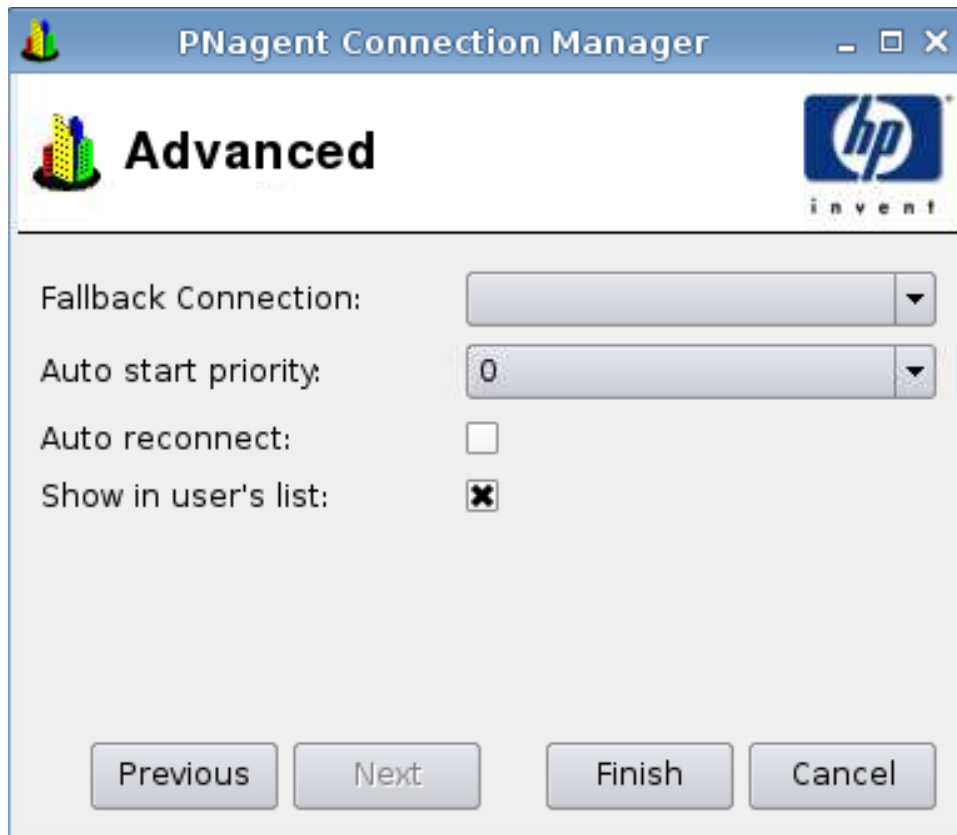 PNagent Connection Manager
Advanced
hp
invent
Fallback Connection:
Auto start priority: 0
Auto reconnect:
Show in user's list:
Previous Next Finish Cancel